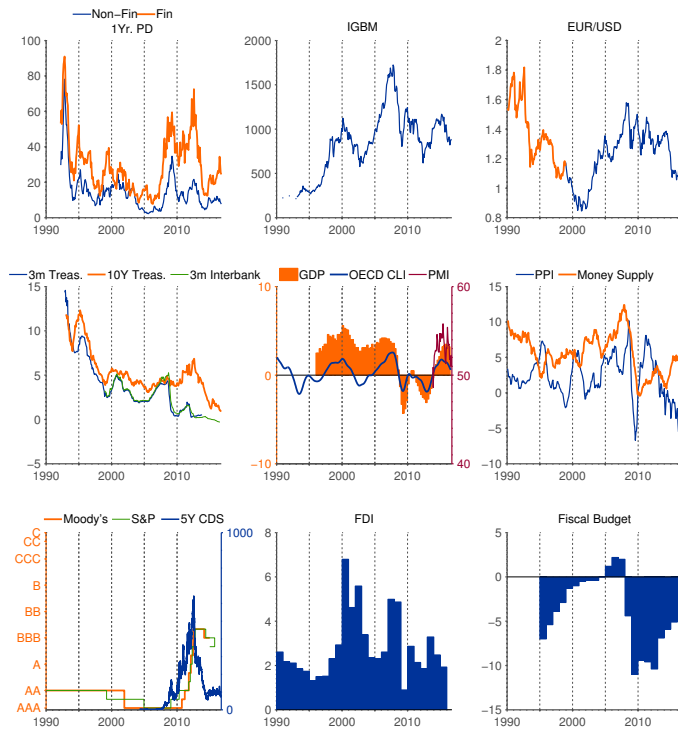 Non-Fin Fin
1Yr. PD
100
80
60
40
20
0
1990 2000 2010
IGBM
2000
1500
1000
500
0
1990 2000 2010
EUR/USD
2
1.8
1.6
1.4
1.2
1
0.8
1990 2000 2010
3m Treas. 10Y Treas. 3m Interbank
15
10
5
0
−5
1990 2000 2010
GDP OECD CLI PMI
10 60
0 50
−10 40
1990 2000 2010
PPI Money Supply
15
10
5
0
−5
−10
1990 2000 2010
Moody's S&P 5Y CDS
C 1000
CC
CCC
B
BB
BBB
A
AA
AAA 0
1990 2000 2010
FDI
8
6
4
2
0
1990 2000 2010
Fiscal Budget
5
0
−5
−10
−15
1990 2000 2010